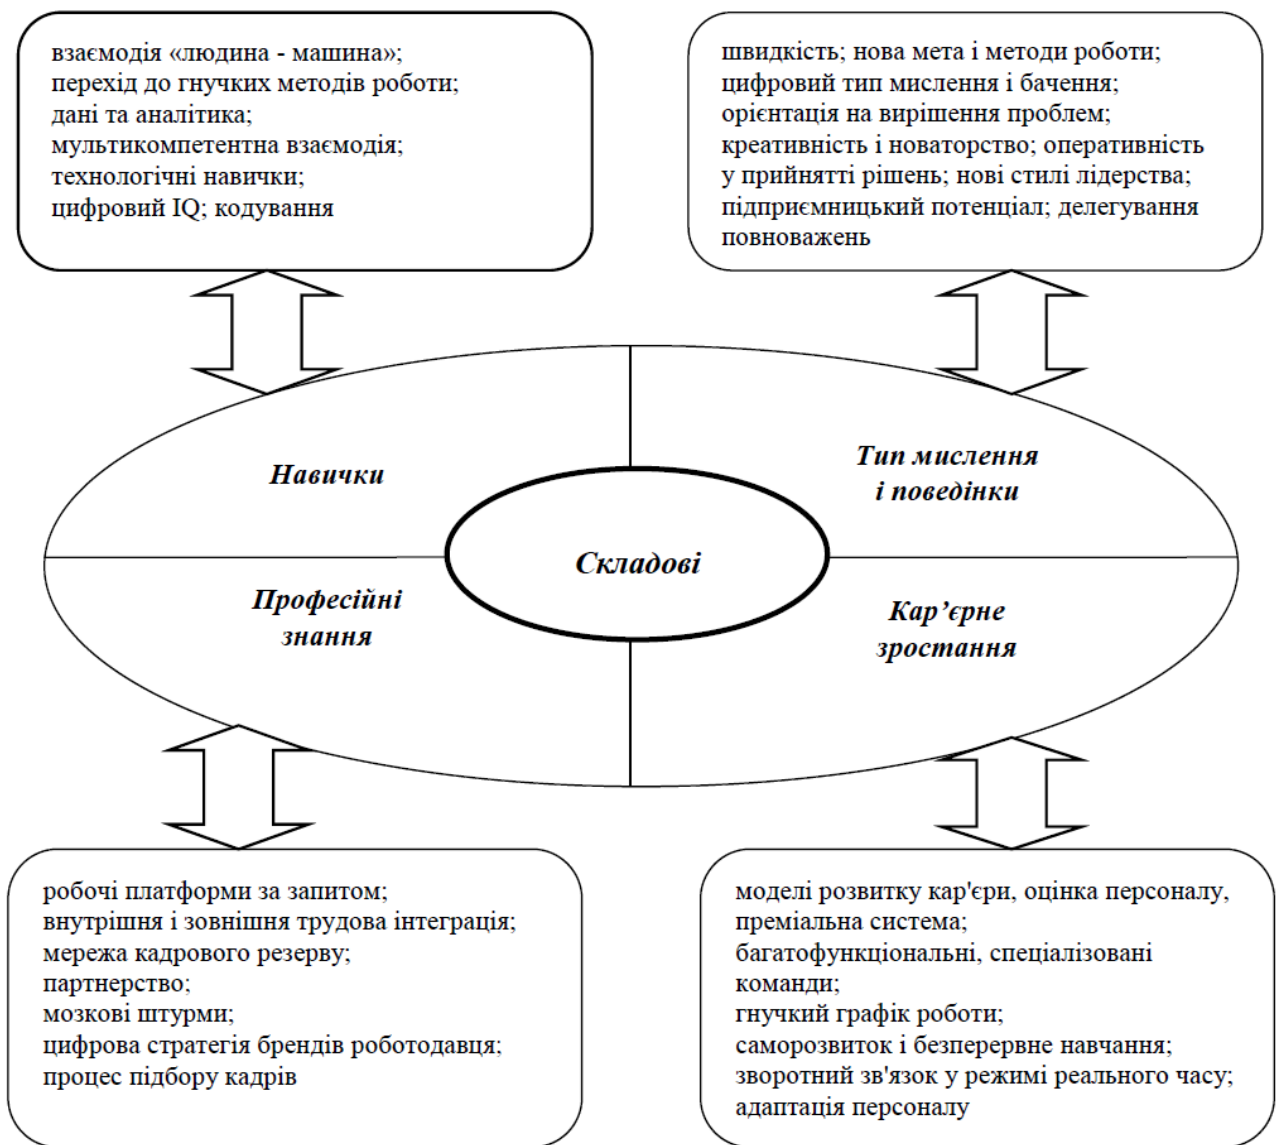 взаємодія «людина - машина»;
перехід до гнучких методів роботи;
дані та аналітика;
мультикомпетентна взаємодія;
технологічні навички;
цифровий IQ; кодування
швидкість; нова мета і методи роботи;
цифровий тип мислення і бачення;
орієнтація на вирішення проблем;
креативність і новаторство; оперативність
у прийнятті рішень; нові стилі лідерства;
підприємницький потенціал; делегування
повноважень
Навички
Тип мислення
і поведінки
Складові
Професійні
знання
Кар’єрне
зростання
робочі платформи за запитом;
внутрішня і зовнішня трудова інтеграція;
мережа кадрового резерву;
партнерство;
мозкові штурми;
цифрова стратегія брендів роботодавця;
процес підбору кадрів
моделі розвитку кар'єри, оцінка персоналу,
преміальна система;
багатофункціональні, спеціалізовані
команди;
гнучкий графік роботи;
саморозвиток і безперервне навчання;
зворотний зв'язок у режимі реального часу;
адаптація персоналу